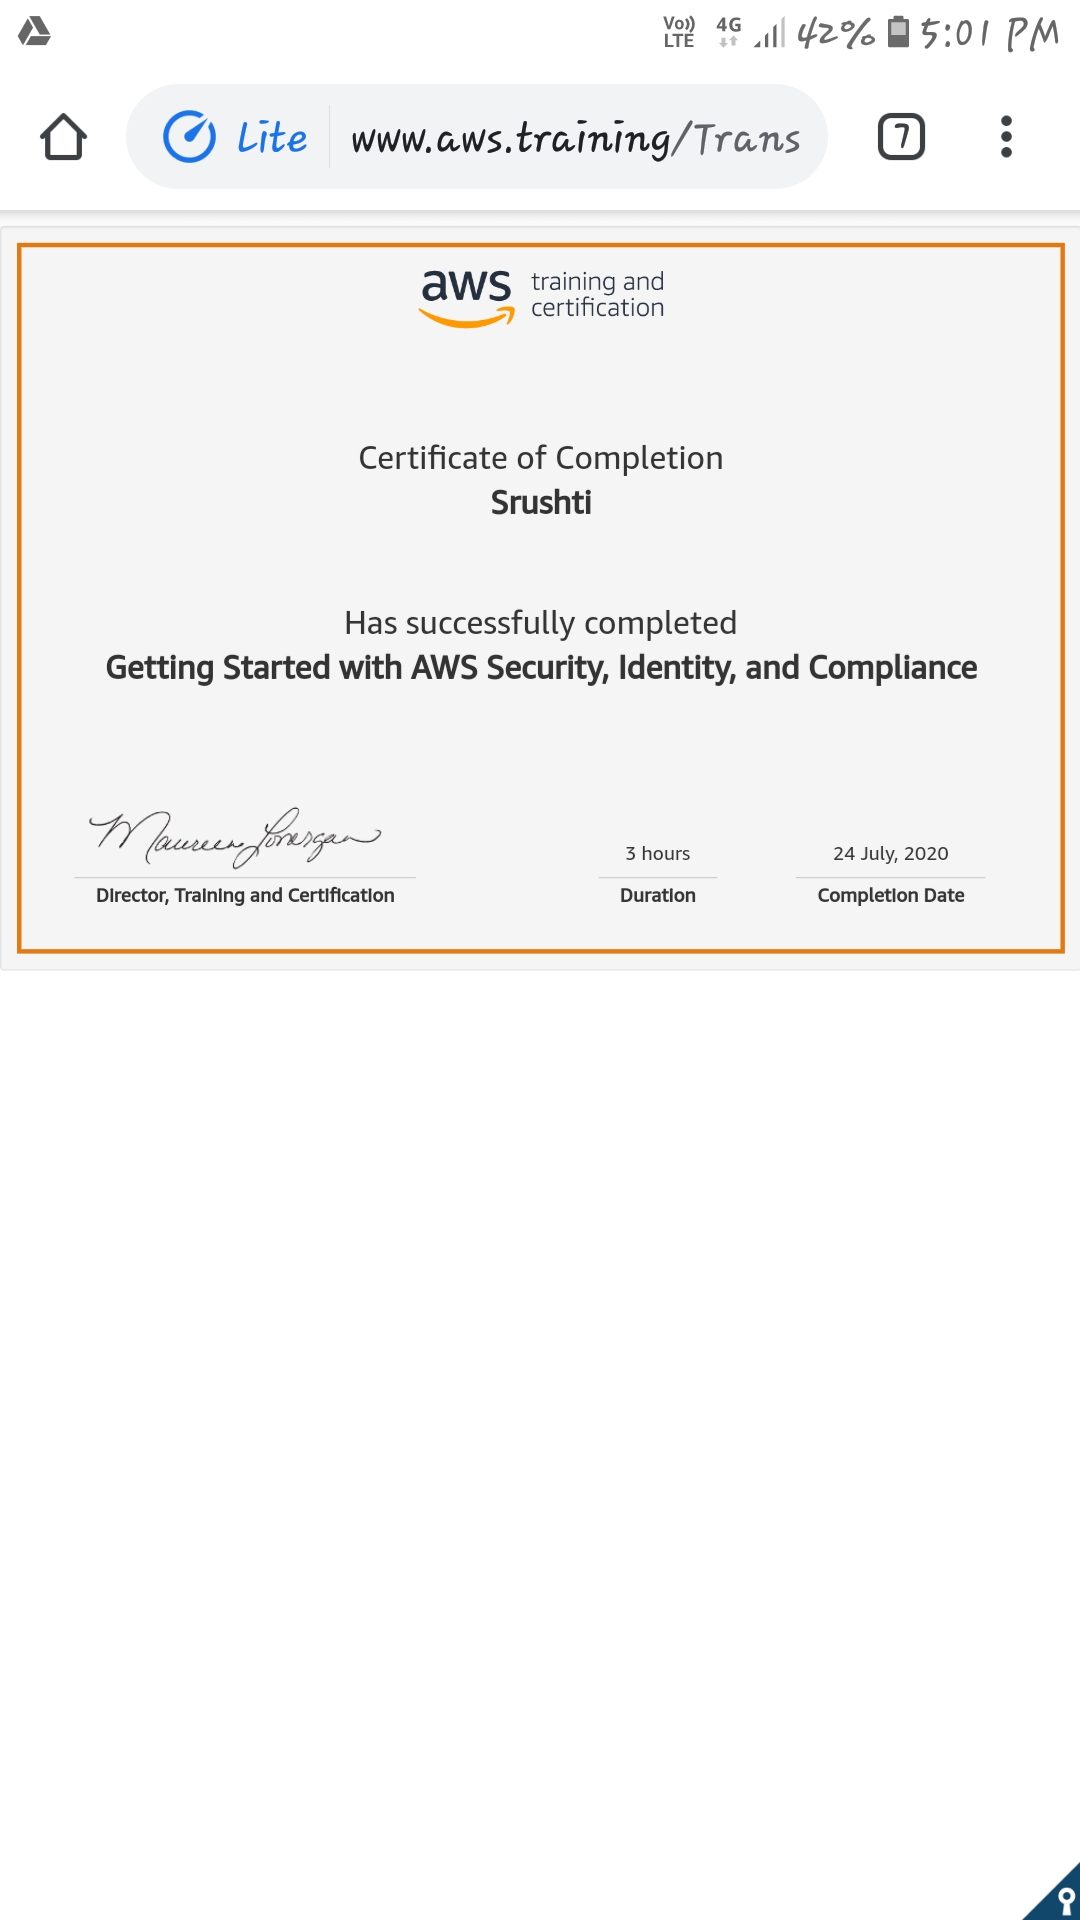 Vo)) LTE 4G 42% 5:01 PM
Lite www.aws.training/Trans 7
aws training and
certification
Certificate of Completion
Srushti
Has successfully completed
Getting Started with AWS Security, Identity, and Compliance
Maureen Lonergan
3 hours 24 July, 2020
Director, Training and Certification Duration Completion Date